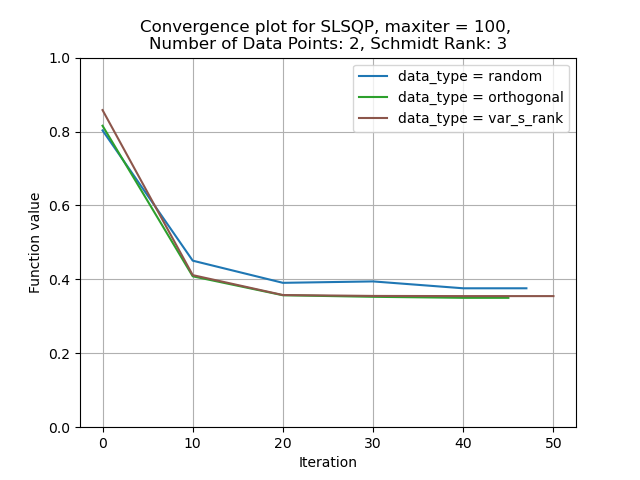 Convergence plot for SLSQP, maxiter = 100,
Number of Data Points: 2, Schmidt Rank: 3
data_type = random
data_type = orthogonal
data_type = var_s_rank
Function value
1.0
0.8
0.6
0.4
0.2
0.0
0 10 20 30 40 50
Iteration